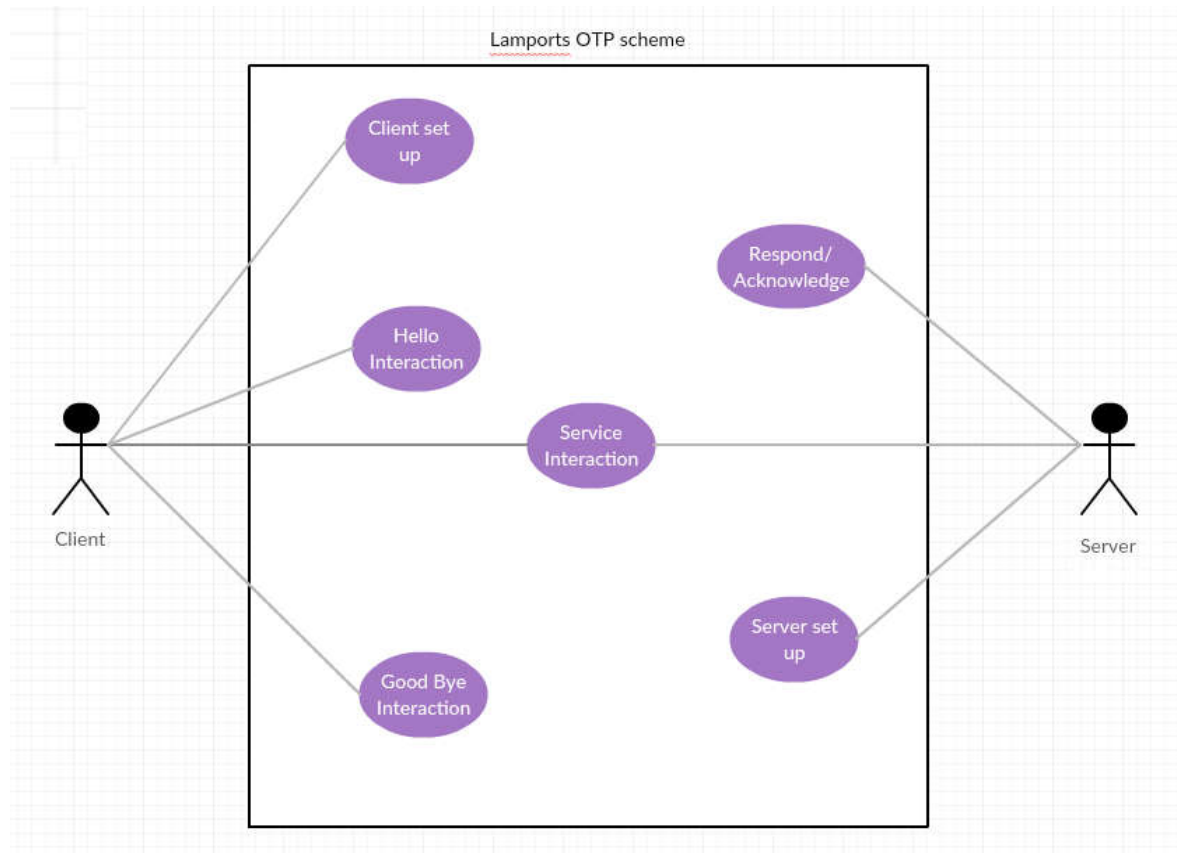 Lamports OTP scheme
Client set
up
Respond/
Acknowledge
Hello
Interaction
Service
Interaction
Client
Server
Server set
up
Good Bye
Interaction